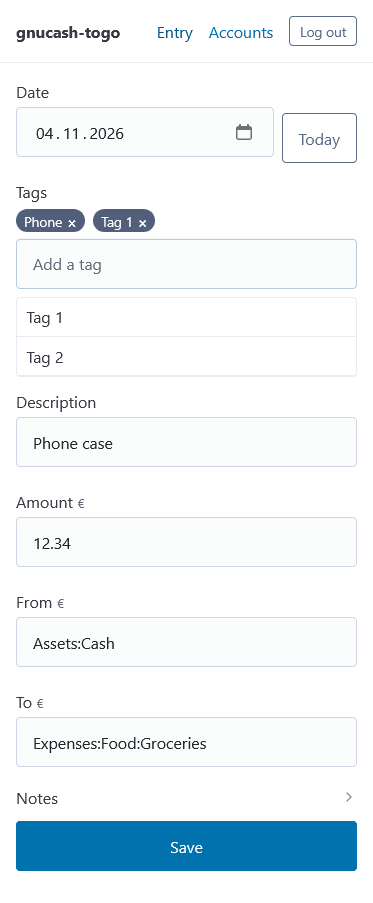 gnucash-togo Entry Accounts Log out
Date
04.11.2026 Today
Tags
Phone × Tag 1 ×
Add a tag
Tag 1
Tag 2
Description
Phone case
Amount €
12.34
From €
Assets:Cash
To €
Expenses:Food:Groceries
Notes
Save